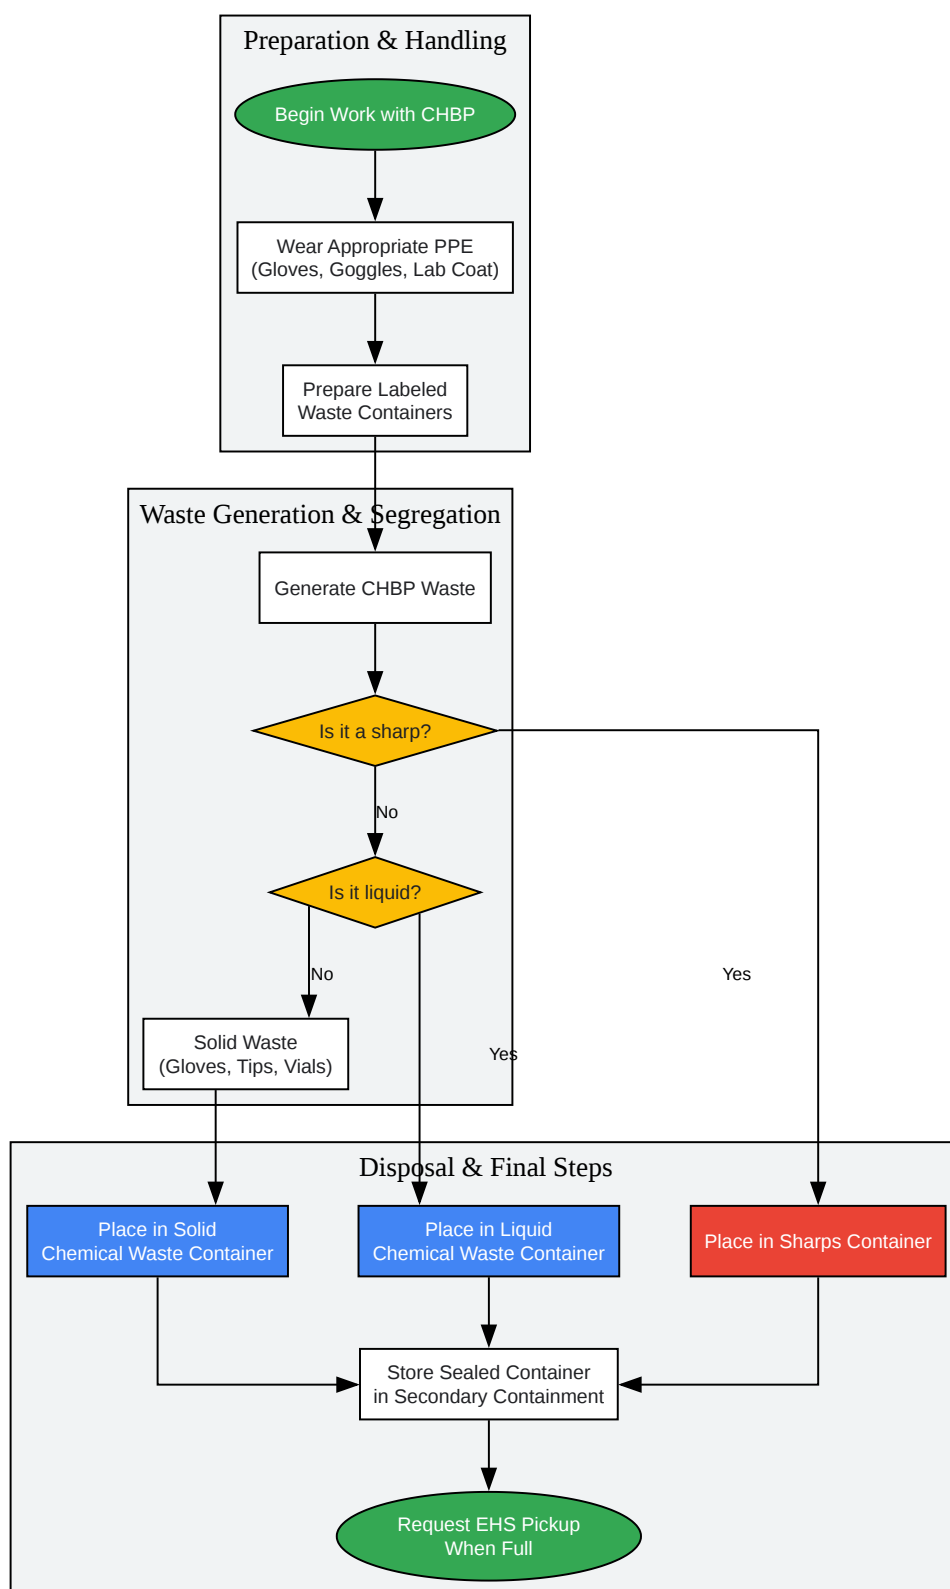 Preparation & Handling
Begin Work with CHBP
Wear Appropriate PPE
(Gloves, Goggles, Lab Coat)
Prepare Labeled
Waste Containers
Waste Generation & Segregation
Generate CHBP Waste
Is it a sharp?
No
Is it liquid?
No
Yes
Solid Waste
(Gloves, Tips, Vials)
Yes
Disposal & Final Steps
Place in Solid
Chemical Waste Container
Place in Liquid
Chemical Waste Container
Place in Sharps Container
Store Sealed Container
in Secondary Containment
Request EHS Pickup
When Full